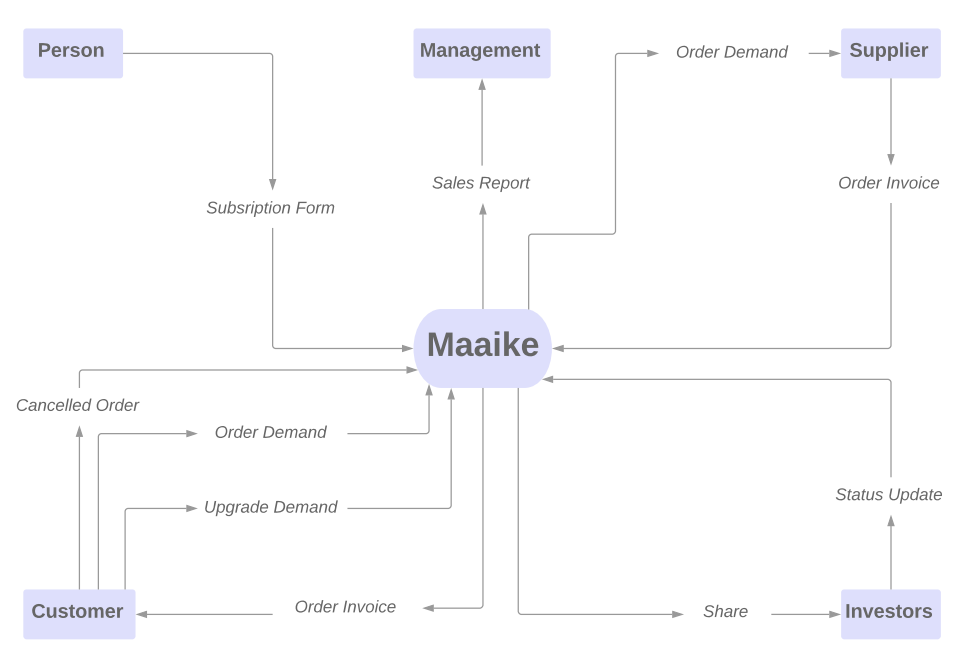 Person
Management
Order Demand
Supplier
Sales Report
Order Invoice
Subsription Form
Maaike
Cancelled Order
Order Demand
Status Update
Upgrade Demand
Customer
Order Invoice
Share
Investors